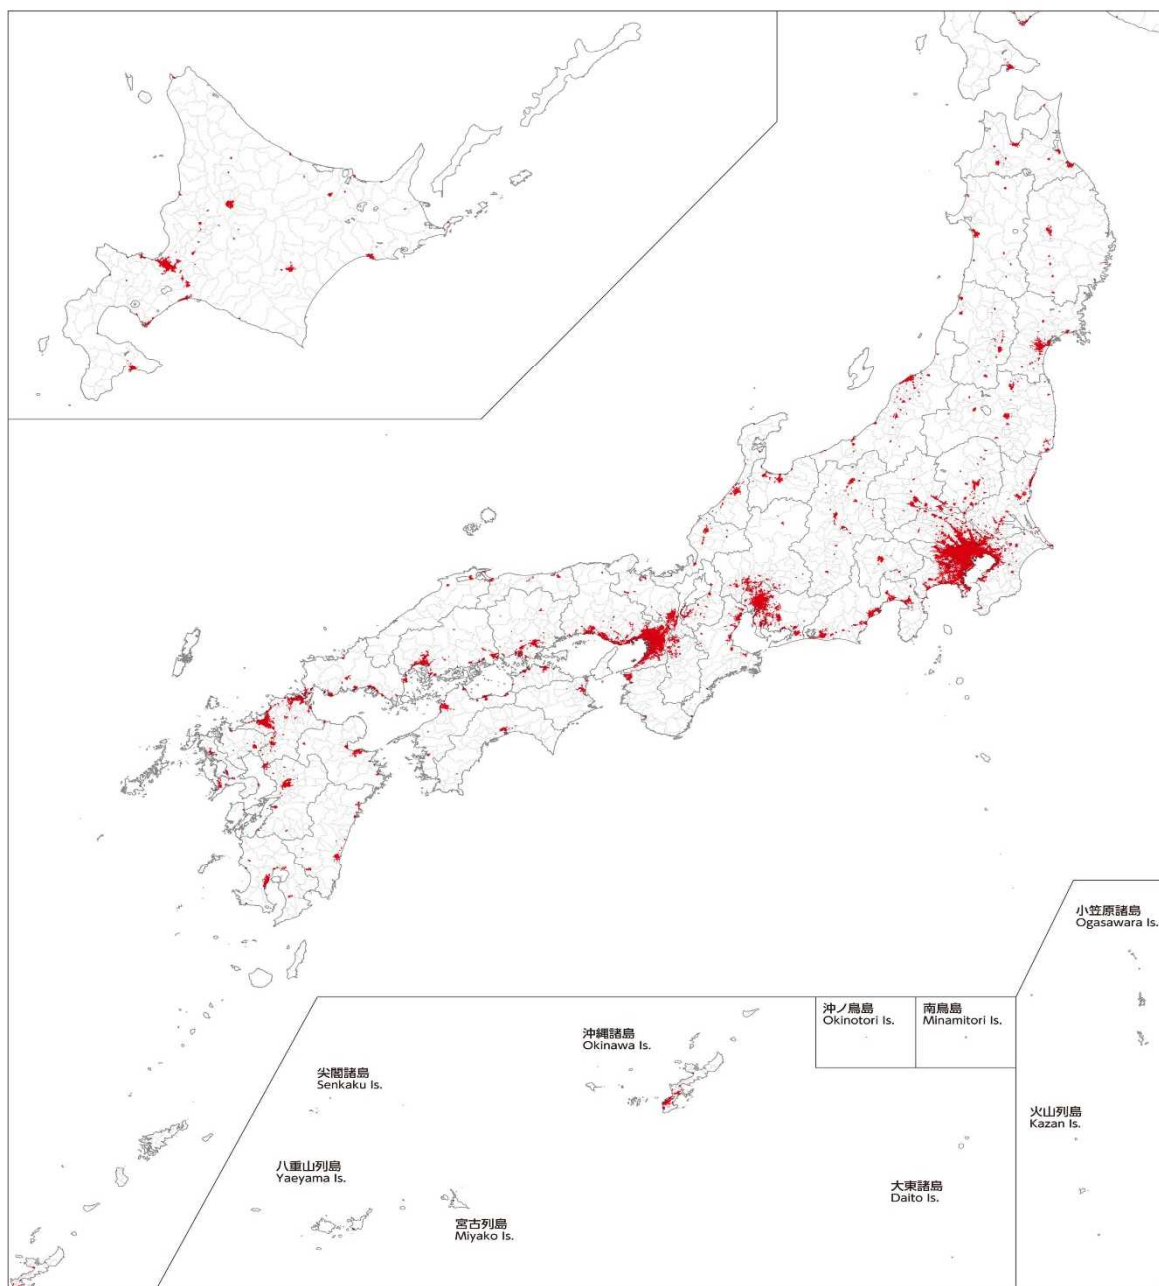 小笠原諸島
Ogasawara Is.
沖ノ鳥島
Okinotori Is.
南鳥島
Minamitori Is.
沖縄諸島
Okinawa Is.
尖閣諸島
Senkaku Is.
火山列島
Kazan Is.
八重山列島
Yaeyama Is.
大東諸島
Daito Is.
宮古列島
Miyako Is.